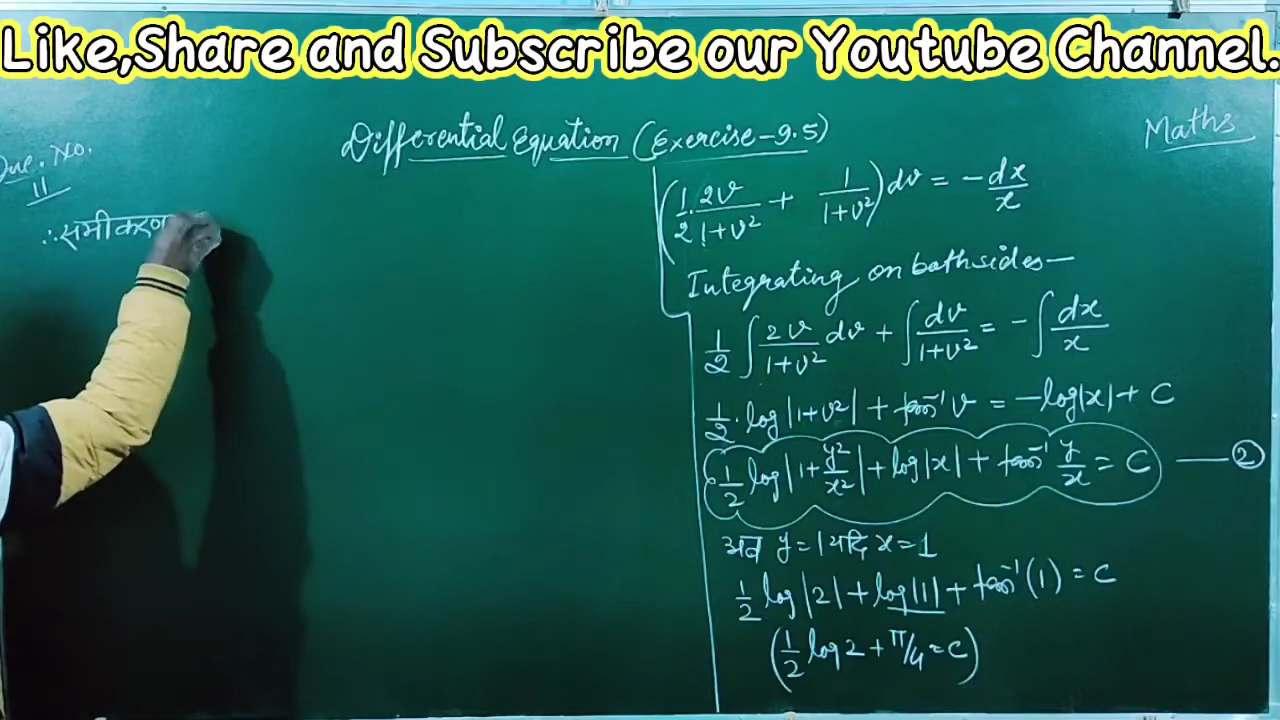 Like,Share and Subscribe our Youtube Channel.
Differential Equation (Exercise-9.5)
Maths
Que. No.
11
∴ समीकरण
(1/2 · 2v/1+v² + 1/1+v²) dv = - dx/x
Integrating on bothsides—
1/2 ∫ 2v/1+v² dv + ∫ dv/1+v² = - ∫ dx/x
1/2 · log|1+v²| + tan⁻¹ v = - log|x| + C
1/2 log|1+ y²/x²| + log|x| + tan⁻¹ y/x = C —— ②
अब y = 1 यदि x = 1
1/2 log|2| + log|1| + tan⁻¹(1) = C
(1/2 log 2 + π/4 = C)